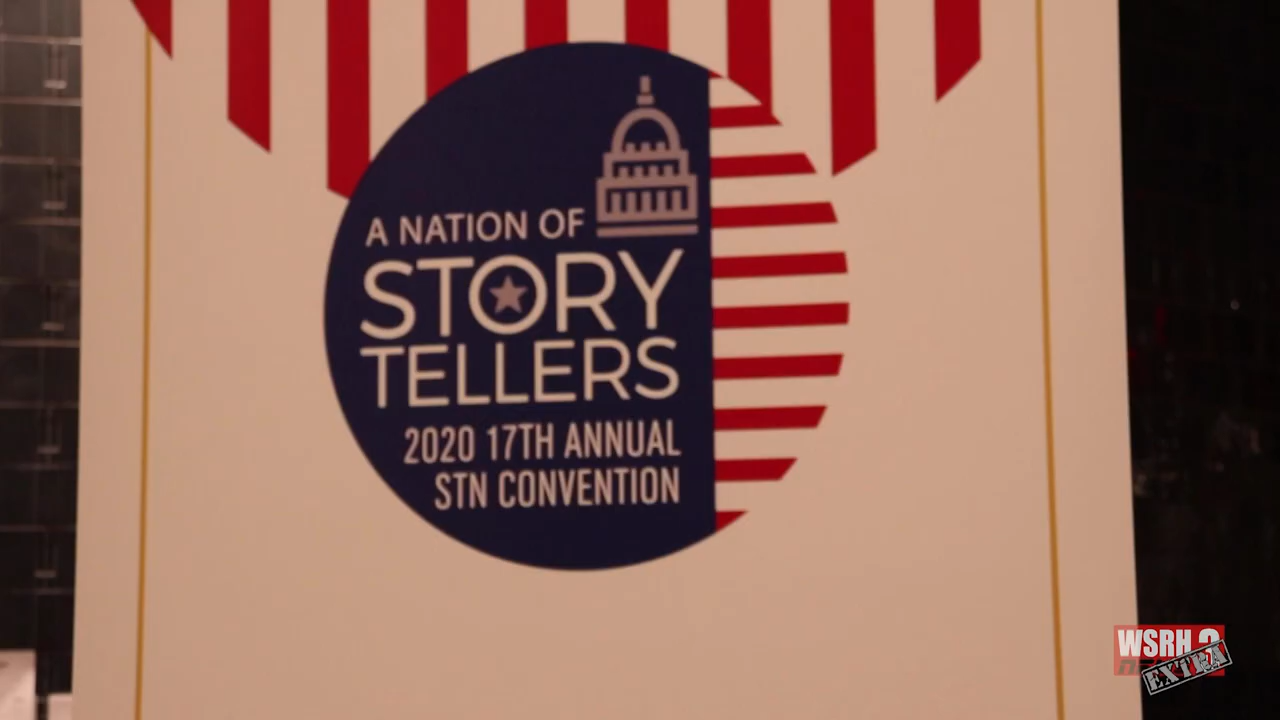 A NATION OF
STORY
TELLERS
2020 17TH ANNUAL
STN CONVENTION
WSRH
EXTRA